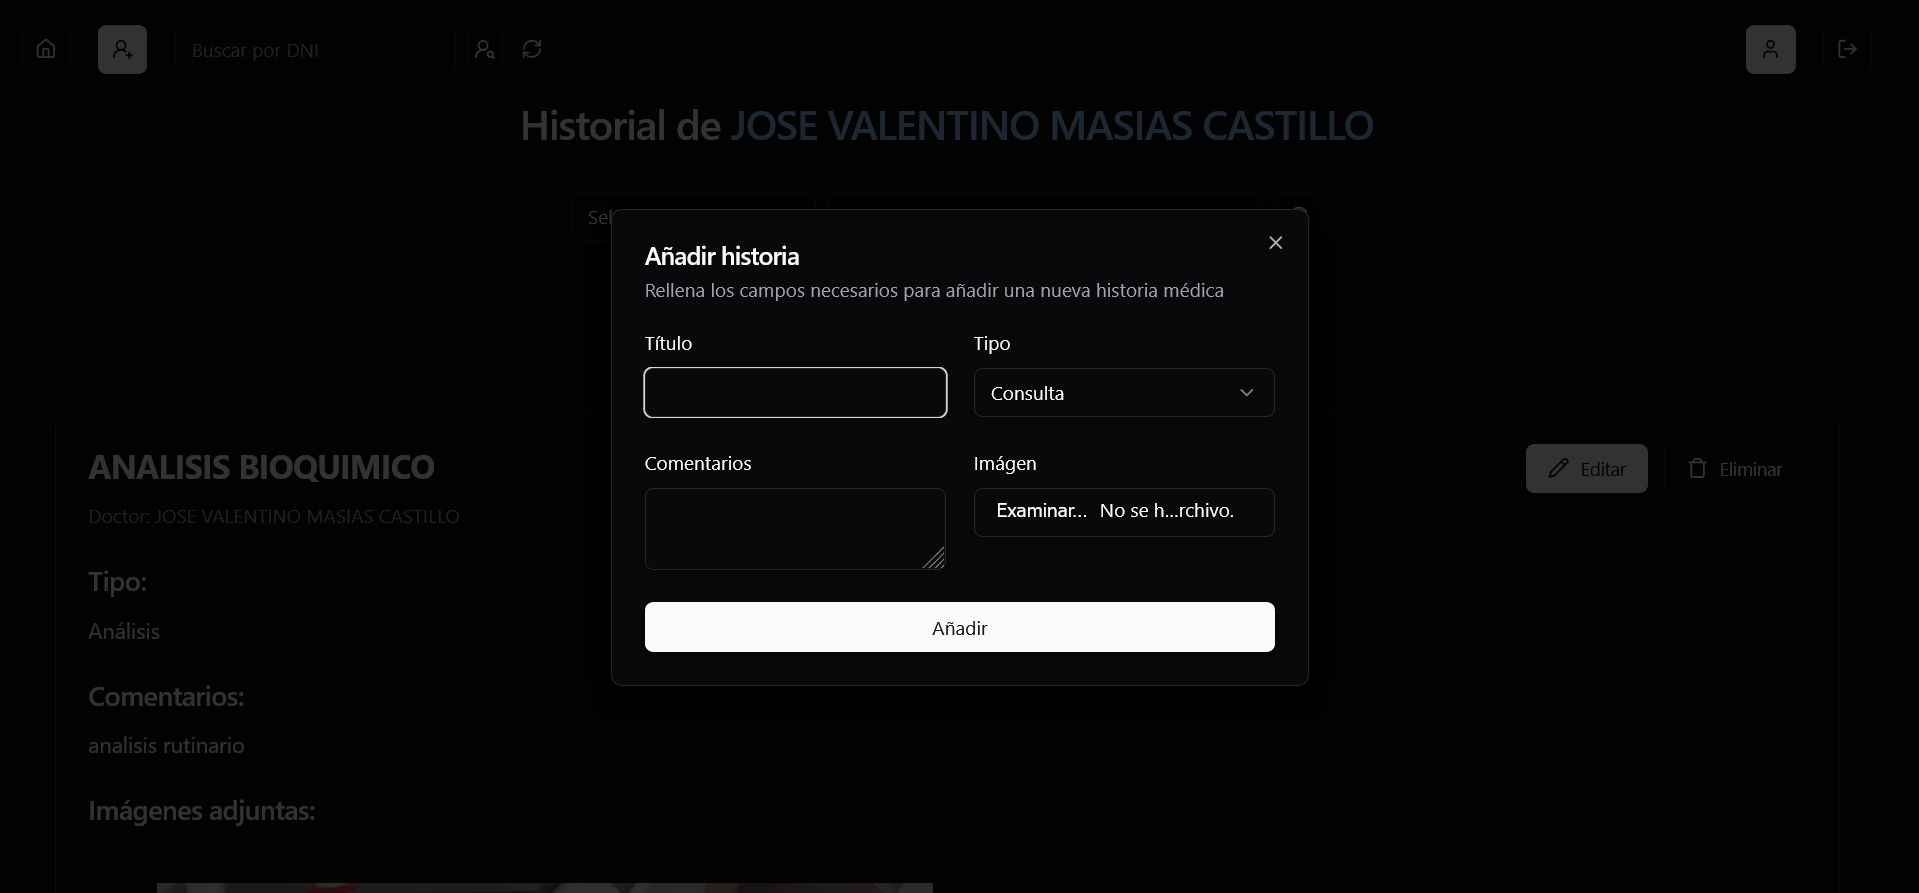 Buscar por DNI
Historial de JOSE VALENTINO MASIAS CASTILLO
Añadir historia
Rellena los campos necesarios para añadir una nueva historia médica
Título
Tipo
Consulta
Comentarios
Imágen
Examinar... No se h...rchivo.
Añadir
ANALISIS BIOQUIMICO
Editar
Eliminar
Doctor: JOSE VALENTINO MASIAS CASTILLO
Tipo:
Análisis
Comentarios:
analisis rutinario
Imágenes adjuntas: